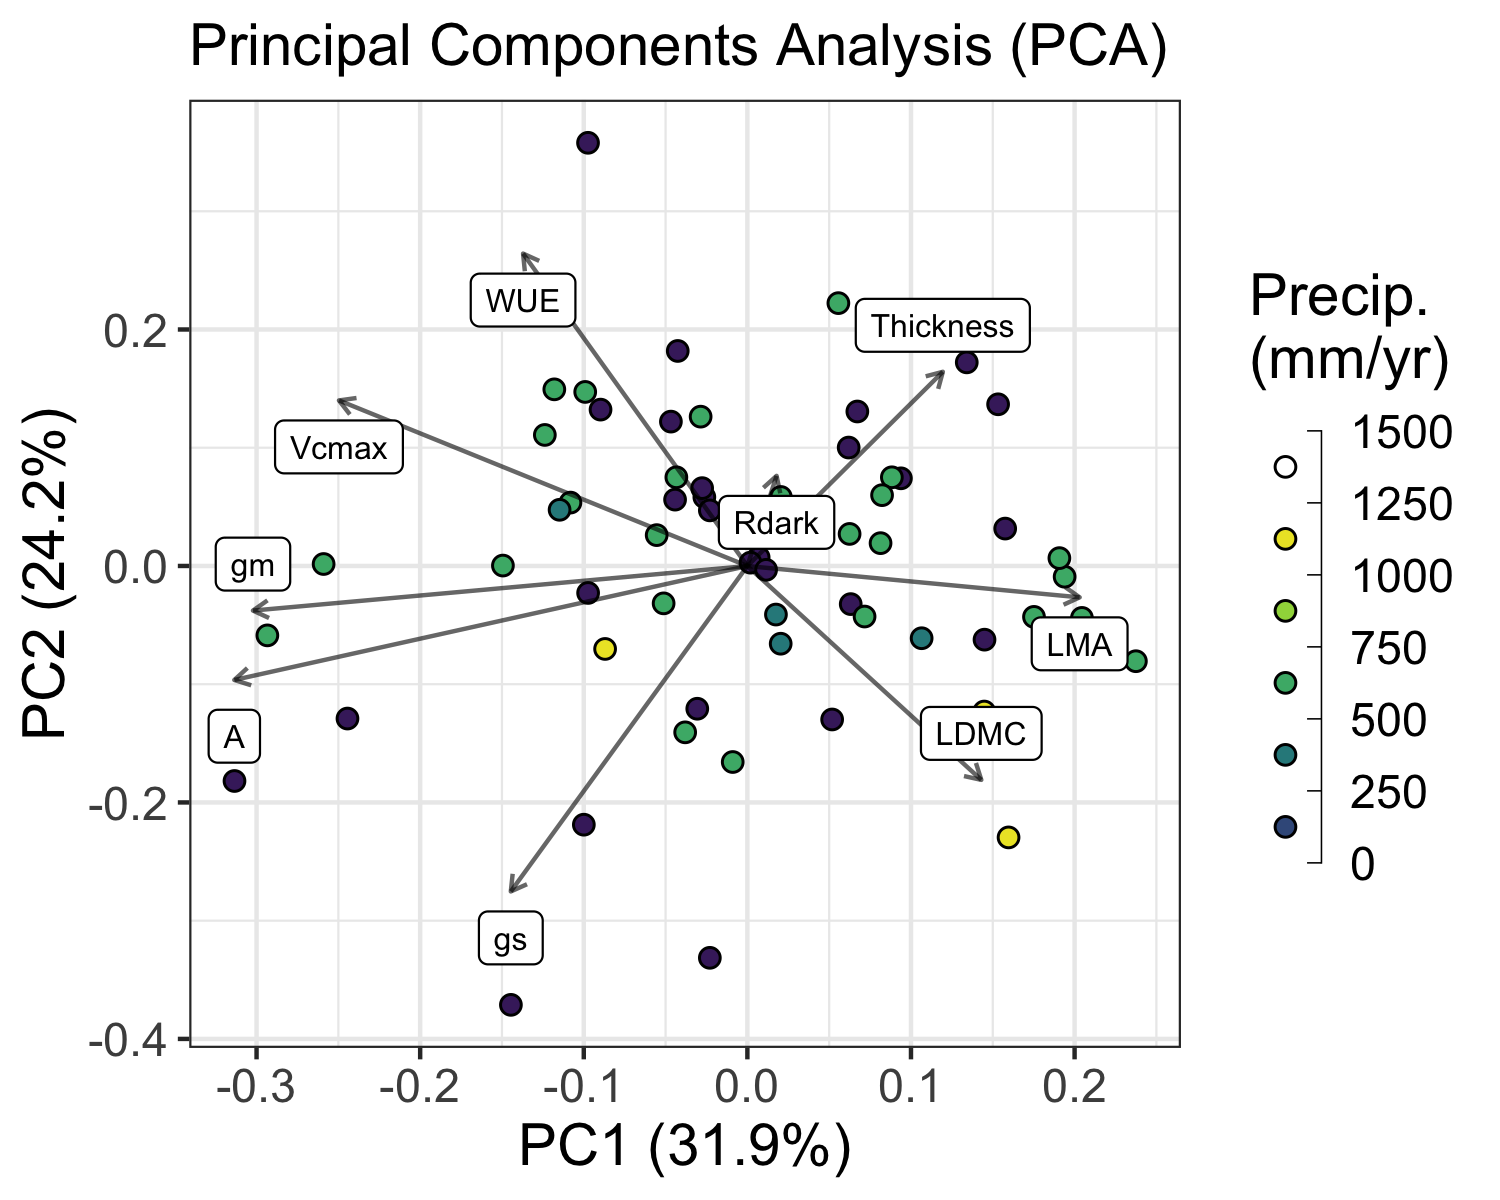 Principal Components Analysis (PCA)
WUE
Thickness
Vcmax
Rdark
gm
LMA
A
LDMC
gs
0.2
0.0
-0.2
-0.4
PC2 (24.2%)
-0.3 -0.2 -0.1 0.0 0.1 0.2
PC1 (31.9%)
Precip.
(mm/yr)
1500
1250
1000
750
500
250
0